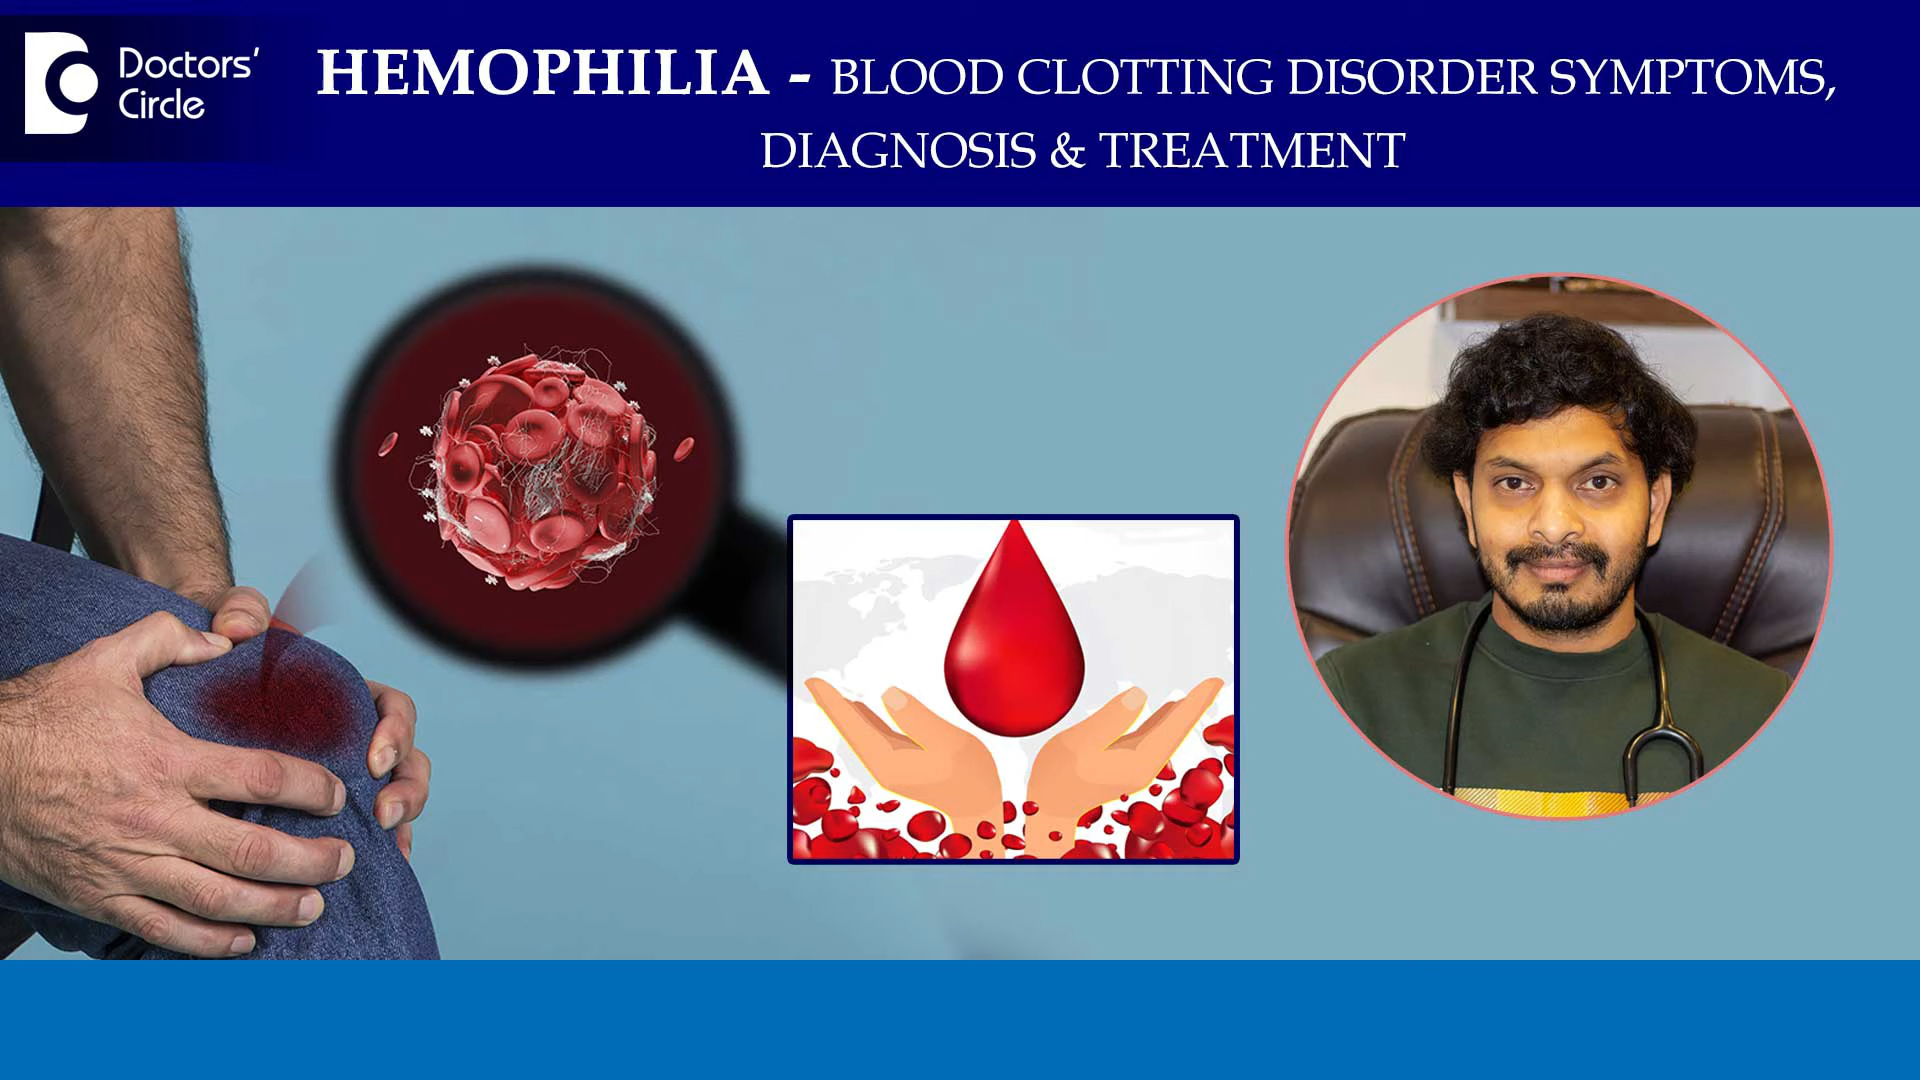 Doctors'
Circle
HEMOPHILIA - BLOOD CLOTTING DISORDER SYMPTOMS,
DIAGNOSIS & TREATMENT